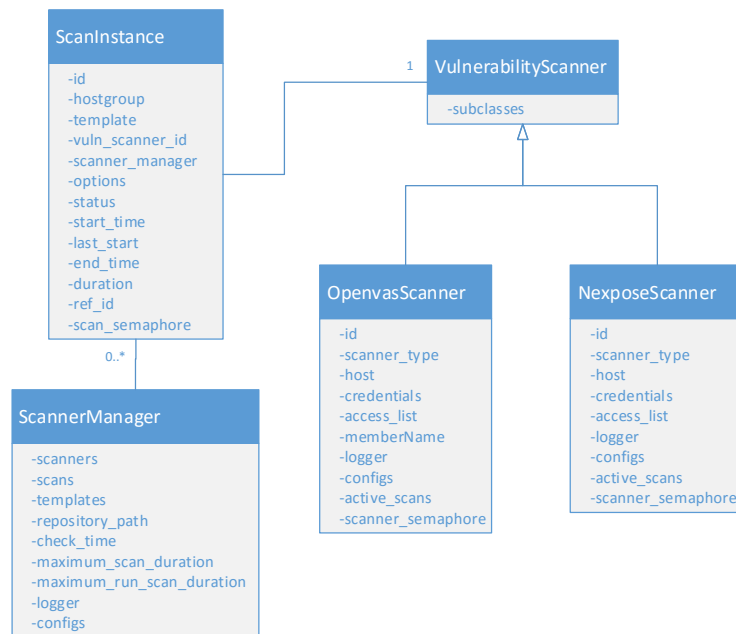 ScanInstance
-id
-hostgroup
-template
-vuln_scanner_id
-scanner_manager
-options
-status
-start_time
-last_start
-end_time
-duration
-ref_id
-scan_semaphore
1
VulnerabilityScanner
-subclasses
0..*
ScannerManager
-scanners
-scans
-templates
-repository_path
-check_time
-maximum_scan_duration
-maximum_run_scan_duration
-logger
-configs
OpenvasScanner
-id
-scanner_type
-host
-credentials
-access_list
-memberName
-logger
-configs
-active_scans
-scanner_semaphore
NexposeScanner
-id
-scanner_type
-host
-credentials
-access_list
-logger
-configs
-active_scans
-scanner_semaphore